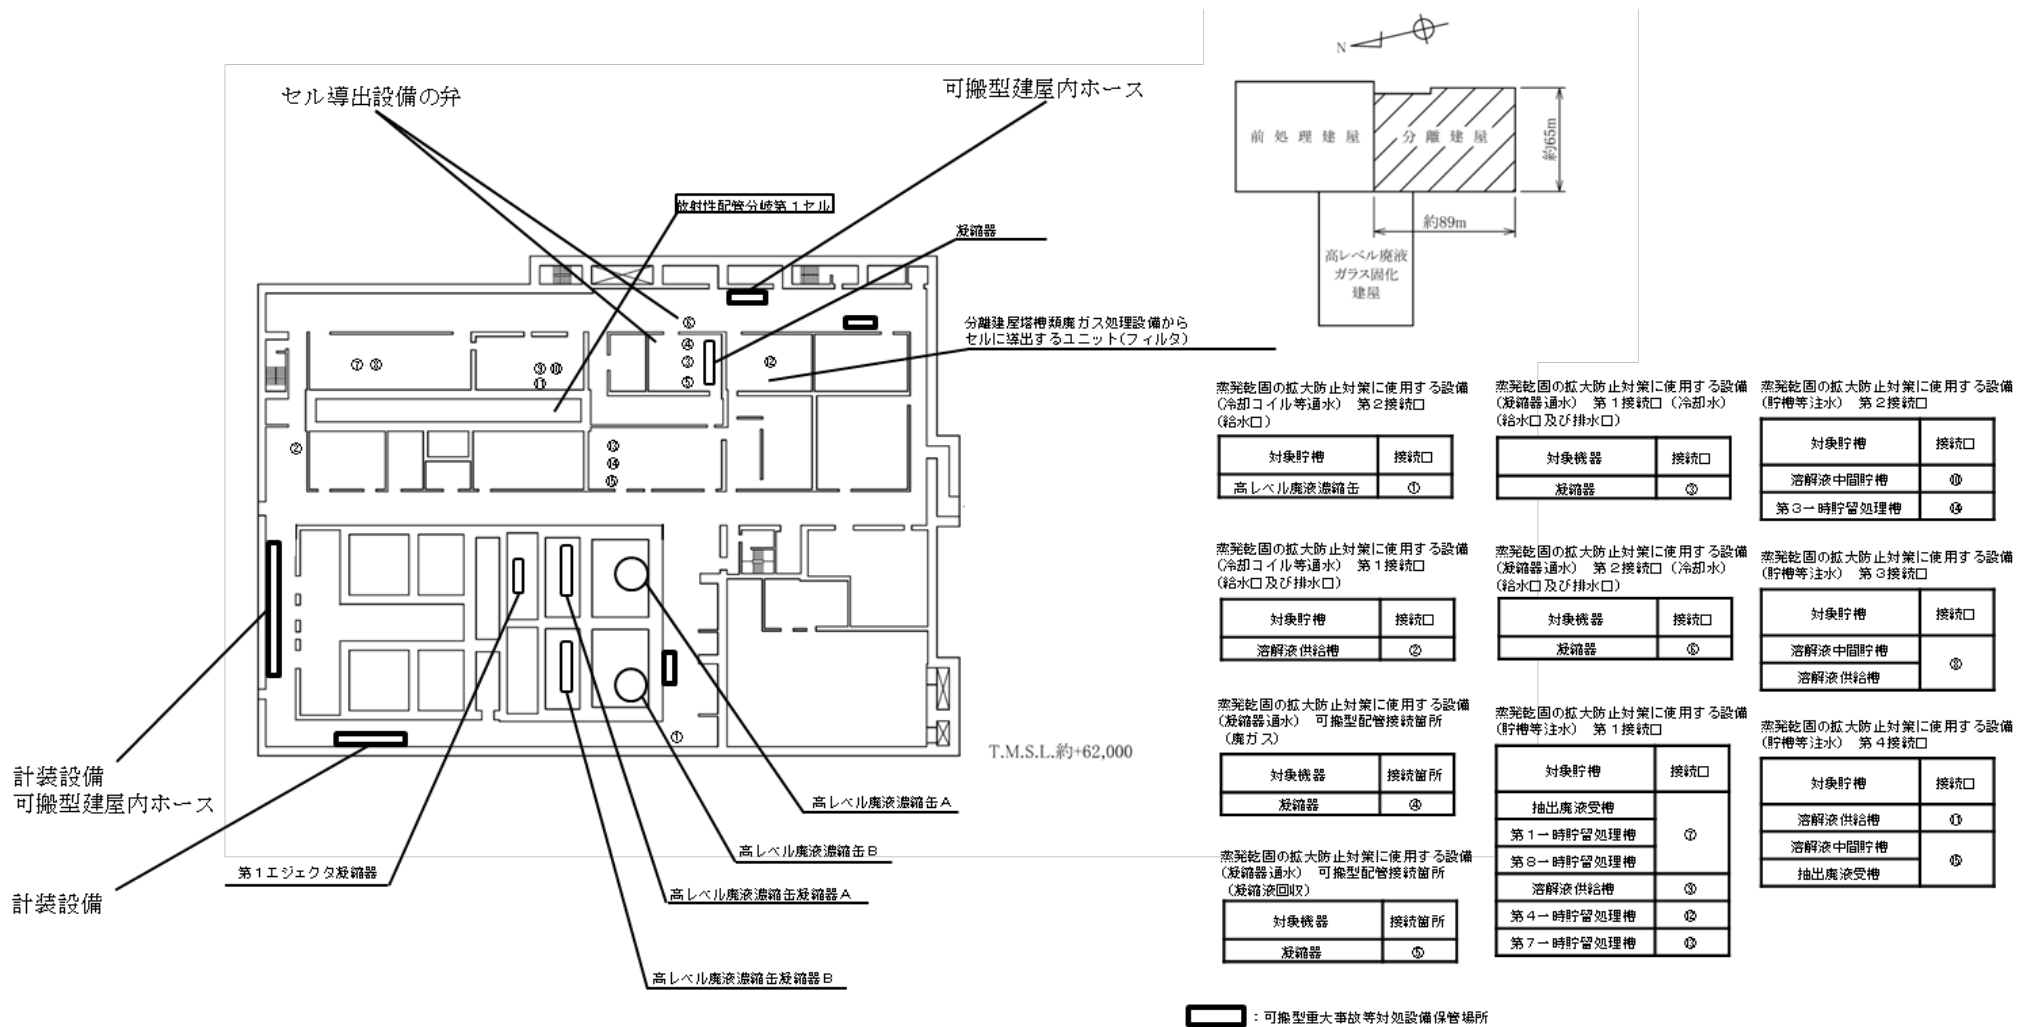 セル導出設備の弁
可搬型建屋内ホース
放射性配管分岐第1セル
凝縮器
分離建屋塔槽類廃ガス処理設備から
セルに導出するユニット(フィルタ)
⑥
④
③
⑤
⑫
⑦ ⑧
⑨ ⑩
⑪
②
⑬
⑭
⑮
①
計装設備
可搬型建屋内ホース
計装設備
第1エジェクタ凝縮器
高レベル廃液濃縮缶A
高レベル廃液濃縮缶B
高レベル廃液濃縮缶凝縮器A
高レベル廃液濃縮缶凝縮器B
T.M.S.L.約+62,000
N
前処理建屋
分離建屋
約65m
約89m
高レベル廃液
ガラス固化
建屋
蒸発乾固の拡大防止対策に使用する設備
(冷却コイル等通水) 第2接続口
(給水口)
対象貯槽 接続口
高レベル廃液濃縮缶 ①
蒸発乾固の拡大防止対策に使用する設備
(冷却コイル等通水) 第1接続口
(給水口及び排水口)
対象貯槽 接続口
溶解液供給槽 ②
蒸発乾固の拡大防止対策に使用する設備
(凝縮器通水) 可搬型配管接続箇所
(廃ガス)
対象機器 接続箇所
凝縮器 ④
蒸発乾固の拡大防止対策に使用する設備
(凝縮器通水) 可搬型配管接続箇所
(凝縮液回収)
対象機器 接続箇所
凝縮器 ⑤
蒸発乾固の拡大防止対策に使用する設備
(凝縮器通水) 第1接続口 (冷却水)
(給水口及び排水口)
対象機器 接続口
凝縮器 ③
蒸発乾固の拡大防止対策に使用する設備
(凝縮器通水) 第2接続口 (冷却水)
(給水口及び排水口)
対象機器 接続口
凝縮器 ⑥
蒸発乾固の拡大防止対策に使用する設備
(貯槽等注水) 第1接続口
対象貯槽 接続口
抽出廃液受槽
第1一時貯留処理槽 ⑦
第8一時貯留処理槽
溶解液供給槽 ⑨
第4一時貯留処理槽 ⑫
第7一時貯留処理槽 ⑬
蒸発乾固の拡大防止対策に使用する設備
(貯槽等注水) 第2接続口
対象貯槽 接続口
溶解液中間貯槽 ⑩
第3一時貯留処理槽 ⑭
蒸発乾固の拡大防止対策に使用する設備
(貯槽等注水) 第3接続口
対象貯槽 接続口
溶解液中間貯槽 ⑧
溶解液供給槽
蒸発乾固の拡大防止対策に使用する設備
(貯槽等注水) 第4接続口
対象貯槽 接続口
溶解液供給槽 ⑪
溶解液中間貯槽 ⑮
抽出廃液受槽
:可搬型重大事故等対処設備保管場所